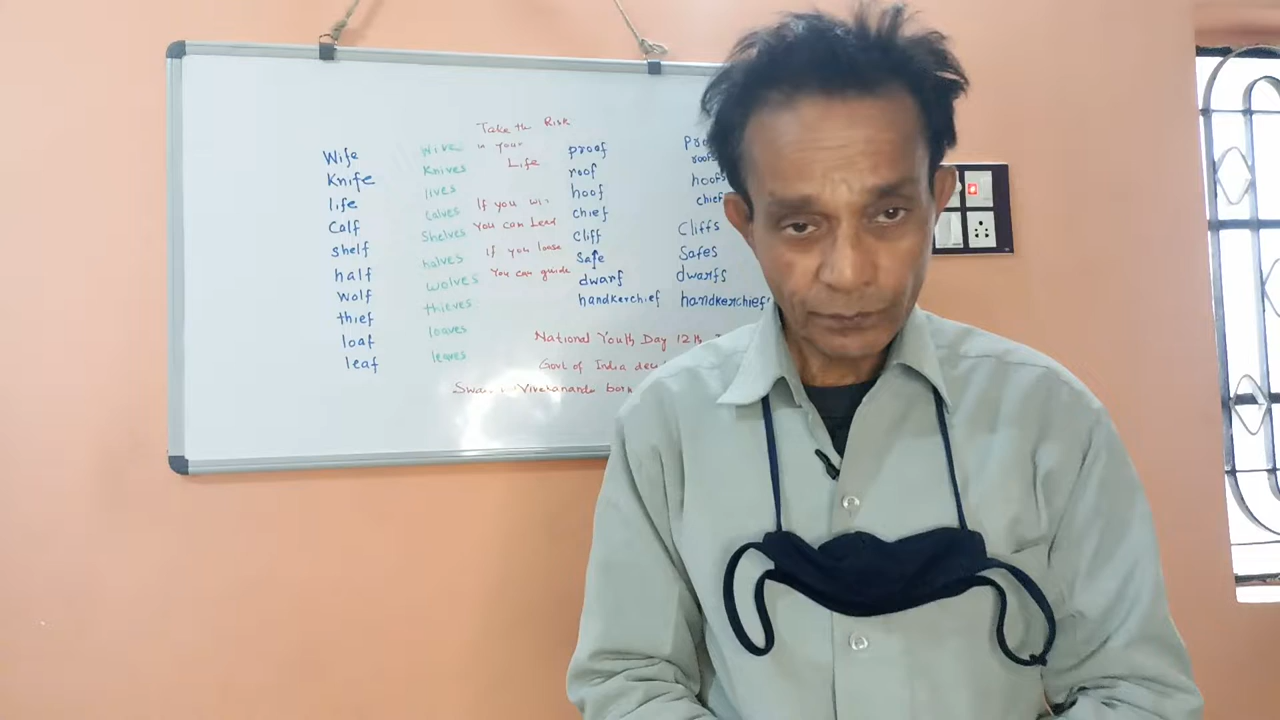 Take the Risk
in your
Life
If you win
You can Lead
If you loose
You can guide
Wife
Knife
life
Calf
shelf
half
Wolf
thief
loaf
leaf
Knives
lives
Calves
Shelves
halves
wolves
thieves
loaves
leaves
proof
roof
hoof
chief
cliff
safe
dwarf
handkerchief
roofs
hoofs
chief
Cliffs
Safes
dwarfs
handkerchiefs
National Youth Day 12th
Govt of India
Vivekananda born